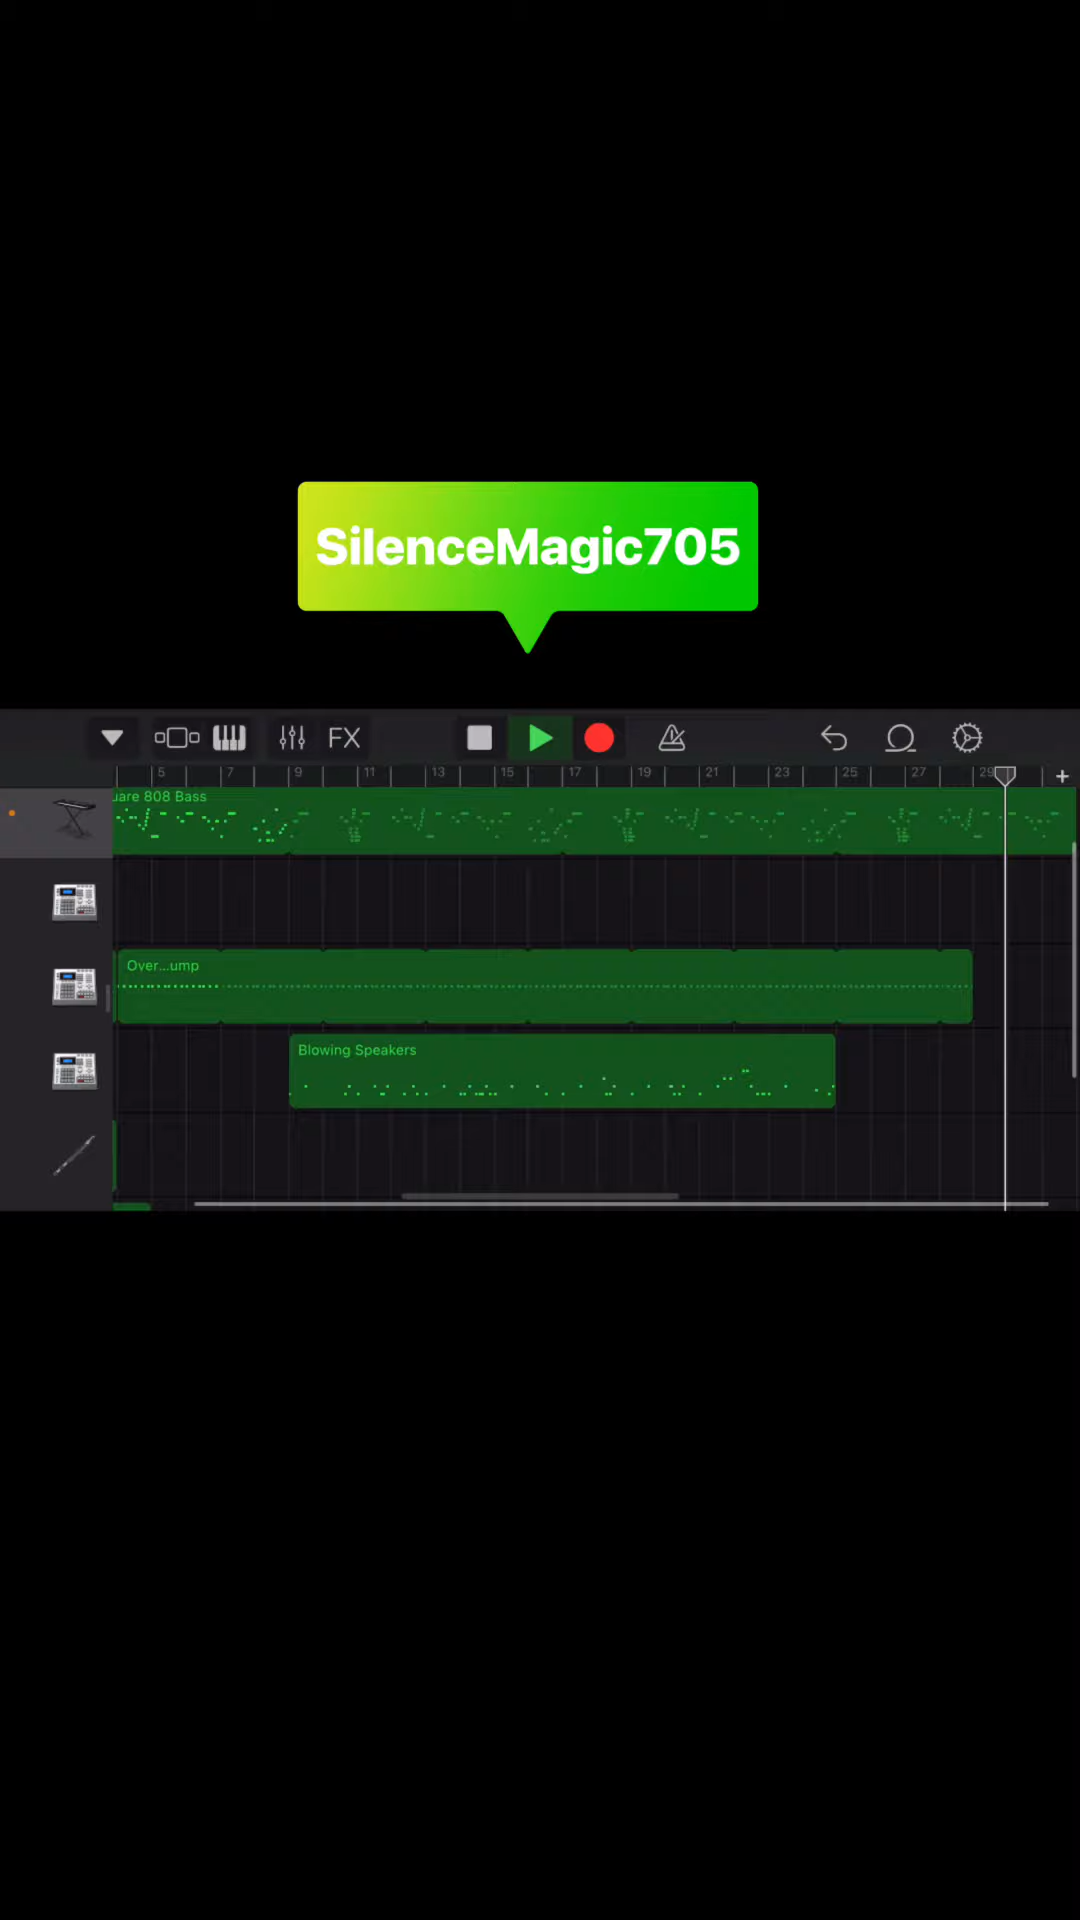 SilenceMagic705
FX
5 7 9 11 13 15 17 19 21 23 25 27 29
uare 808 Bass
Over...ump
Blowing Speakers